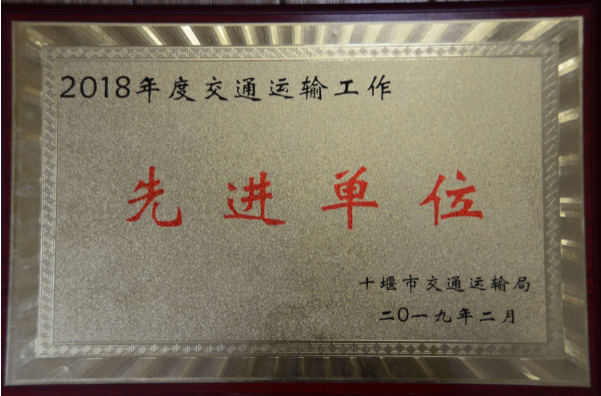 2018年度交通运输工作
先进单位
十堰市交通运输局
二〇一九年二月